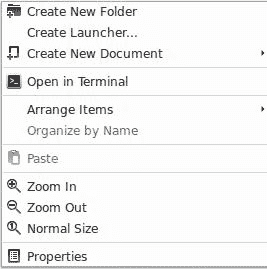 Create New Folder
Create Launcher...
Create New Document
Open in Terminal
Arrange Items
Organize by Name
Paste
Zoom In
Zoom Out
Normal Size
Properties